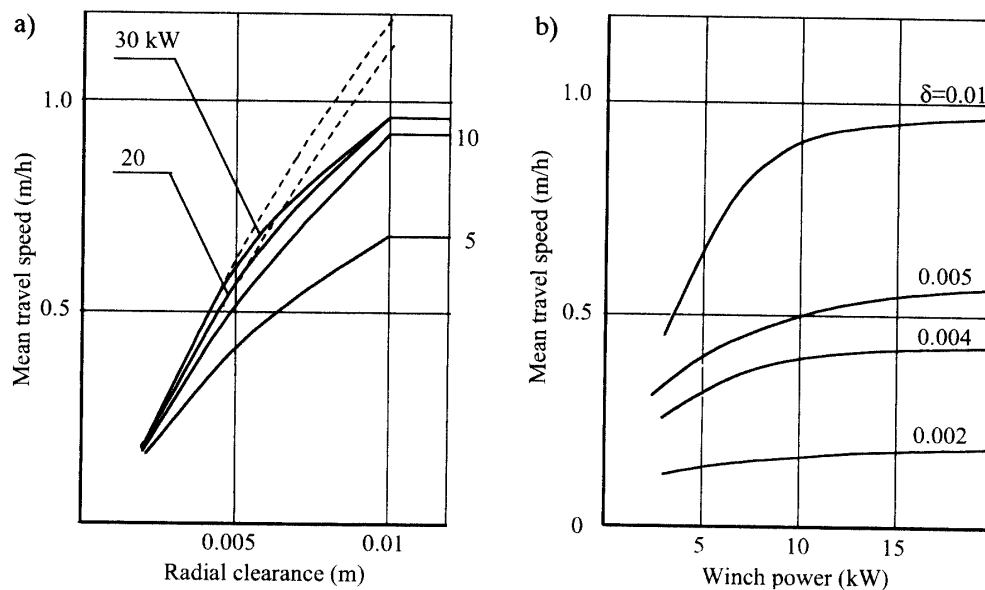 a)
30 kW
1.0
20
10
5
0.5
Mean travel speed (m/h)
0.005
0.01
Radial clearance (m)
b)
1.0
δ=0.01
0.005
0.5
0.004
0.002
0
Mean travel speed (m/h)
5
10
15
Winch power (kW)